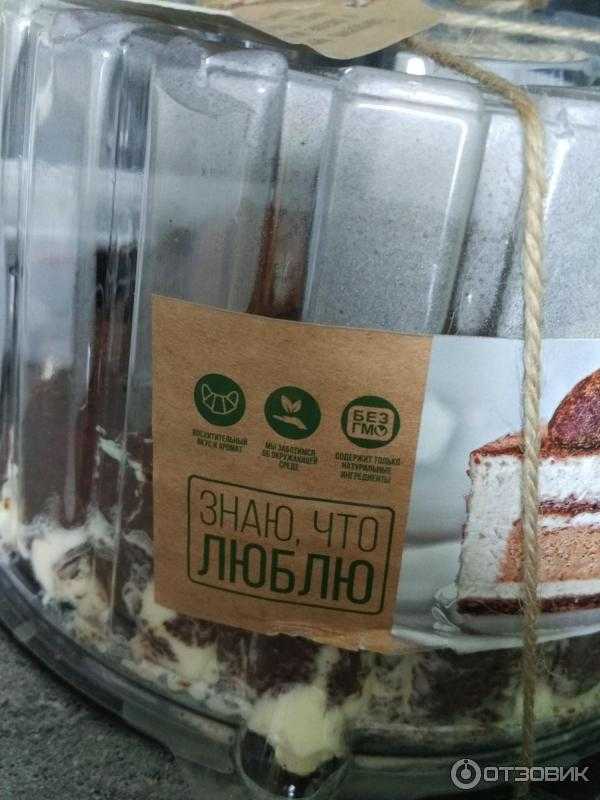 ВОСХИТИТЕЛЬНЫЙ
ВКУС И АРОМАТ
МЫ ЗАБОТИМСЯ
ОБ ОКРУЖАЮЩЕЙ
СРЕДЕ
БЕЗ
ГМО
СОДЕРЖИТ ТОЛЬКО
НАТУРАЛЬНЫЕ
ИНГРЕДИЕНТЫ
ЗНАЮ, ЧТО
ЛЮБЛЮ
ОТЗОВИК